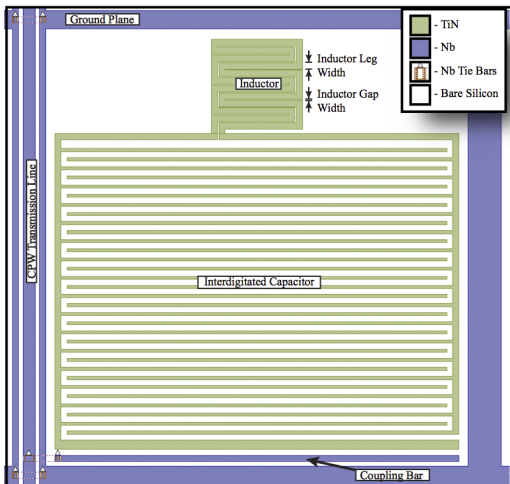 Ground Plane
- TiN
- Nb
- Nb Tie Bars
- Bare Silicon
Inductor Leg
Width
Inductor
Inductor Gap
Width
CPW Transmission Line
Interdigitated Capacitor
Coupling Bar